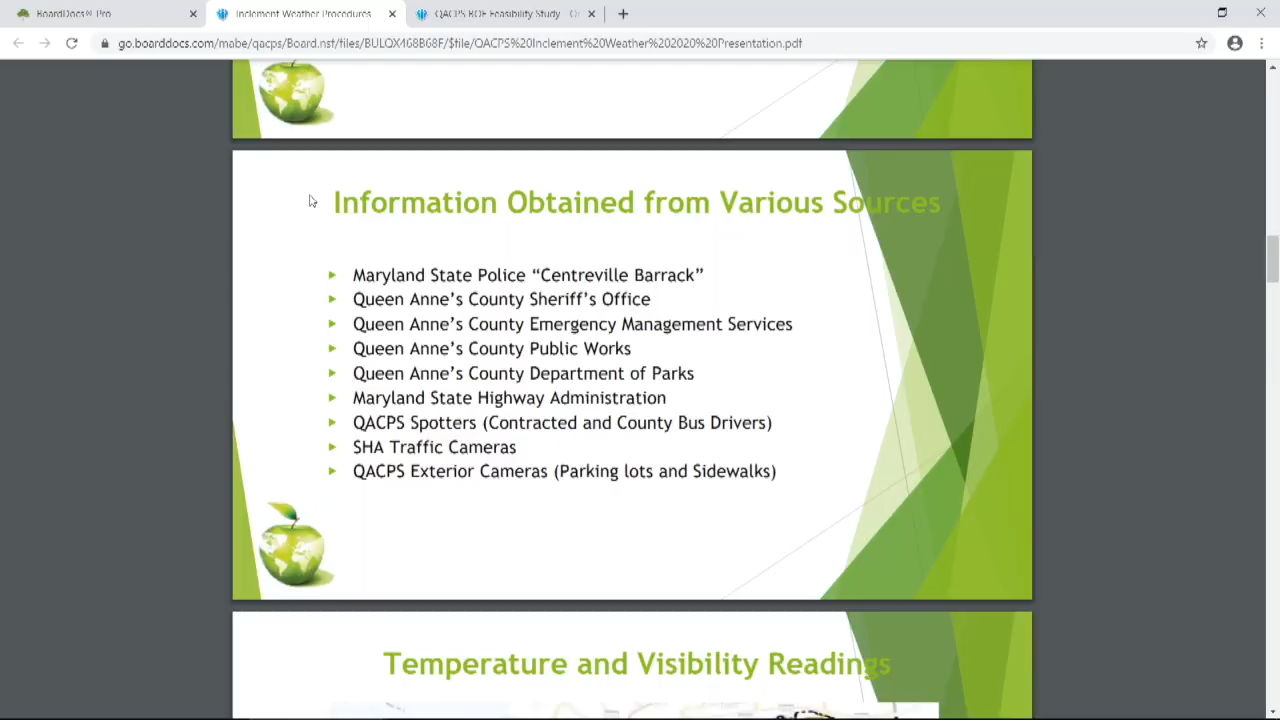 BoardDocs® Pro
Inclement Weather Procedures
QACPS BOE Feasibility Study
go.boarddocs.com/mabe/qacps/Board.nsf/files/BULQX468B68F/$file/QACPS%20Inclement%20Weather%202020%20Presentation.pdf
Information Obtained from Various Sources
Maryland State Police “Centreville Barrack”
Queen Anne’s County Sheriff’s Office
Queen Anne’s County Emergency Management Services
Queen Anne’s County Public Works
Queen Anne’s County Department of Parks
Maryland State Highway Administration
QACPS Spotters (Contracted and County Bus Drivers)
SHA Traffic Cameras
QACPS Exterior Cameras (Parking lots and Sidewalks)
Temperature and Visibility Readings